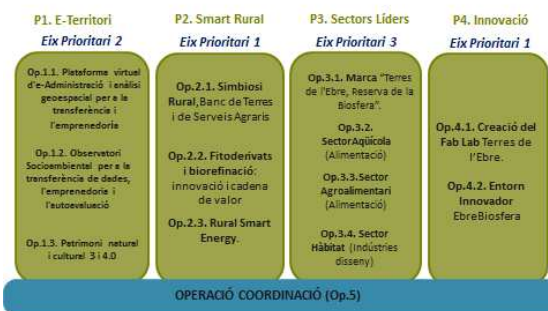 P1. E-Territori
Eix Prioritari 2
Op.1.1. Plataforma virtual
d'e-Administració i anàlisi
geoespacial per a la
transferència i
l'emprenedoria
Op.1.2. Observatori
Socioambiental per a la
transferència de dades,
l'emprenedoria i
l'autoavaluació
Op.1.3. Patrimoni natural
i cultural 3 i 4.0
P2. Smart Rural
Eix Prioritari 1
Op.2.1. Simbiosi
Rural, Banc de Terres
i de Serveis Agraris
Op.2.2. Fitoderivats
i biorefinació:
innovació i cadena
de valor
Op.2.3. Rural Smart
Energy.
P3. Sectors Líders
Eix Prioritari 3
Op.3.1. Marca "Terres
de l'Ebre, Reserva de la
Biosfera".
Op.3.2.
SectorAqüícola
(Alimentació)
Op.3.3.Sector
Agroalimentari
(Alimentació)
Op.3.4. Sector
Hàbitat (Indústries
disseny)
P4. Innovació
Eix Prioritari 1
Op.4.1. Creació del
Fab Lab Terres de
l'Ebre.
Op.4.2. Entorn
Innovador
EbreBiosfera
OPERACIÓ COORDINACIÓ (Op.5)